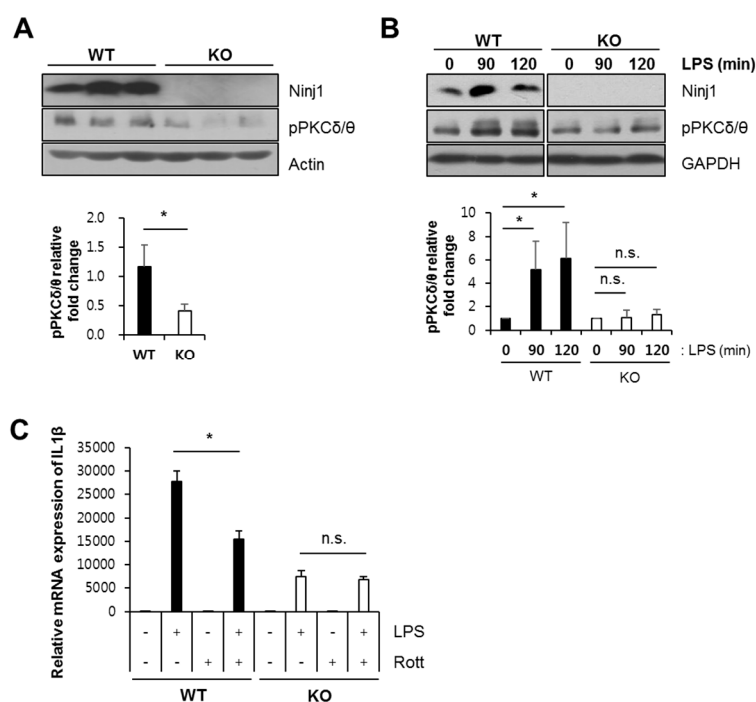 A
WT KO
Ninj1
pPKCδ/θ
Actin
pPKCδ/θ relative
fold change
2.0
1.5
1.0
0.5
0.0
*
WT KO
B
WT KO
0 90 120 0 90 120 LPS (min)
Ninj1
pPKCδ/θ
GAPDH
pPKCδ/θ relative
fold change
10
8
6
4
2
0
*
*
n.s.
n.s.
0 90 120 0 90 120 : LPS (min)
WT KO
C
Relative mRNA expression of IL1β
35000
30000
25000
20000
15000
10000
5000
0
*
n.s.
- + - + - + - + LPS
- - + + - - + + Rott
WT KO